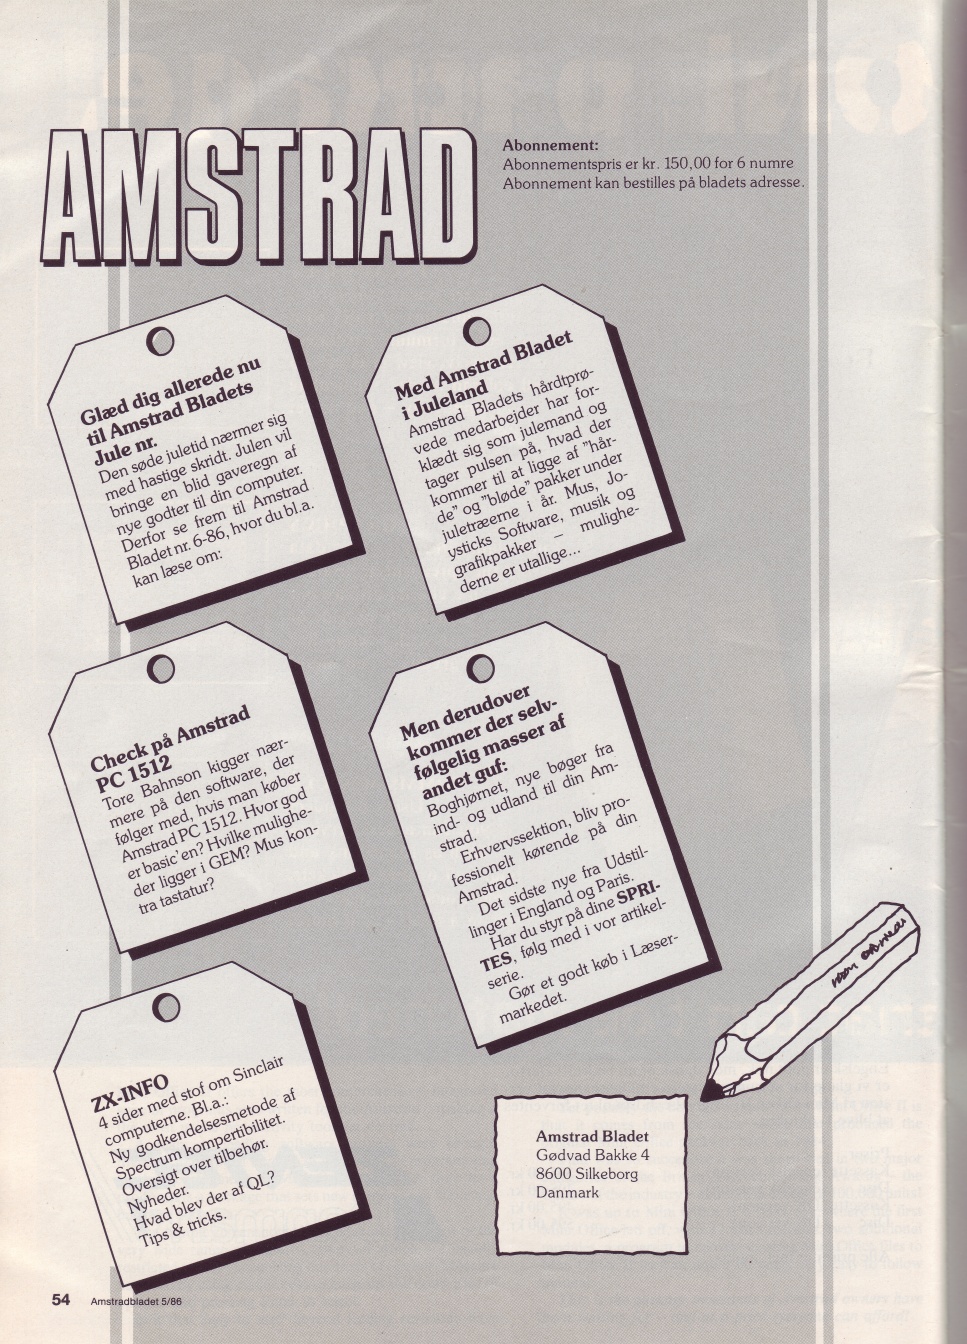 AMSTRAD
Abonnement:
Abonnementspris er kr. 150,00 for 6 numre
Abonnement kan bestilles på bladets adresse.
Glæd dig allerede nu
til Amstrad Bladets
Jule nr.
Den søde juletid nærmer sig
med hastige skridt. Julen vil
bringe en blid gaveregn af
nye godter til din computer.
Derfor se frem til Amstrad
Bladet nr. 6-86, hvor du bl.a.
kan læse om:
Med Amstrad Bladet
i Juleland
Amstrad Bladets hårdtprø-
vede medarbejder har for-
klædt sig som julemand og
tager pulsen på, hvad der
kommer til at ligge af "hår-
de" og "bløde" pakker under
juletræerne i år. Mus, Jo-
ysticks Software, musik og
grafikpakker – mulighe-
derne er utallige...
Check på Amstrad
PC 1512
Tore Bahnson kigger nær-
mere på den software, der
følger med, hvis man køber
Amstrad PC 1512. Hvor god
er basic'en? Hvilke mulighe-
der ligger i GEM? Mus kon-
tra tastatur?
Men derudover
kommer der selv-
følgelig masser af
andet guf:
Boghjørnet, nye bøger fra
ind- og udland til din Am-
strad.
Erhvervssektion, bliv pro-
fessionelt kørende på din
Amstrad.
Det sidste nye fra Udstil-
linger i England og Paris.
Har du styr på dine SPRI-
TES, følg med i vor artikel-
serie.
Gør et godt køb i Læser-
markedet.
ZX-INFO
4 sider med stof om Sinclair
computerne. Bl.a.:
Ny godkendelsesmetode af
Spectrum kompertibilitet.
Oversigt over tilbehør.
Nyheder.
Hvad blev der af QL?
Tips & tricks.
Amstrad Bladet
Gødvad Bakke 4
8600 Silkeborg
Danmark
54 Amstradbladet 5/86